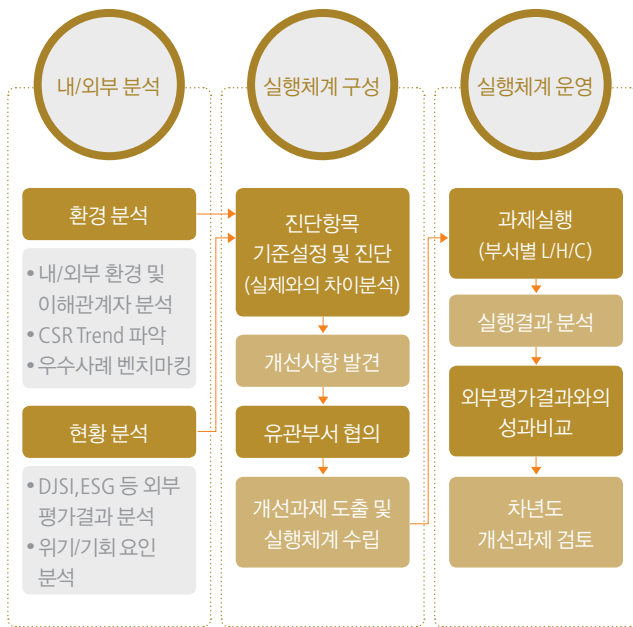 내/외부 분석
환경 분석
• 내/외부 환경 및
이해관계자 분석
• CSR Trend 파악
• 우수사례 벤치마킹
현황 분석
• DJSI,ESG 등 외부
평가결과 분석
• 위기/기회 요인
분석
실행체계 구성
진단항목
기준설정 및 진단
(실제와의 차이분석)
개선사항 발견
유관부서 협의
개선과제 도출 및
실행체계 수립
실행체계 운영
과제실행
(부서별 L/H/C)
실행결과 분석
외부평가결과와의
성과비교
차년도
개선과제 검토